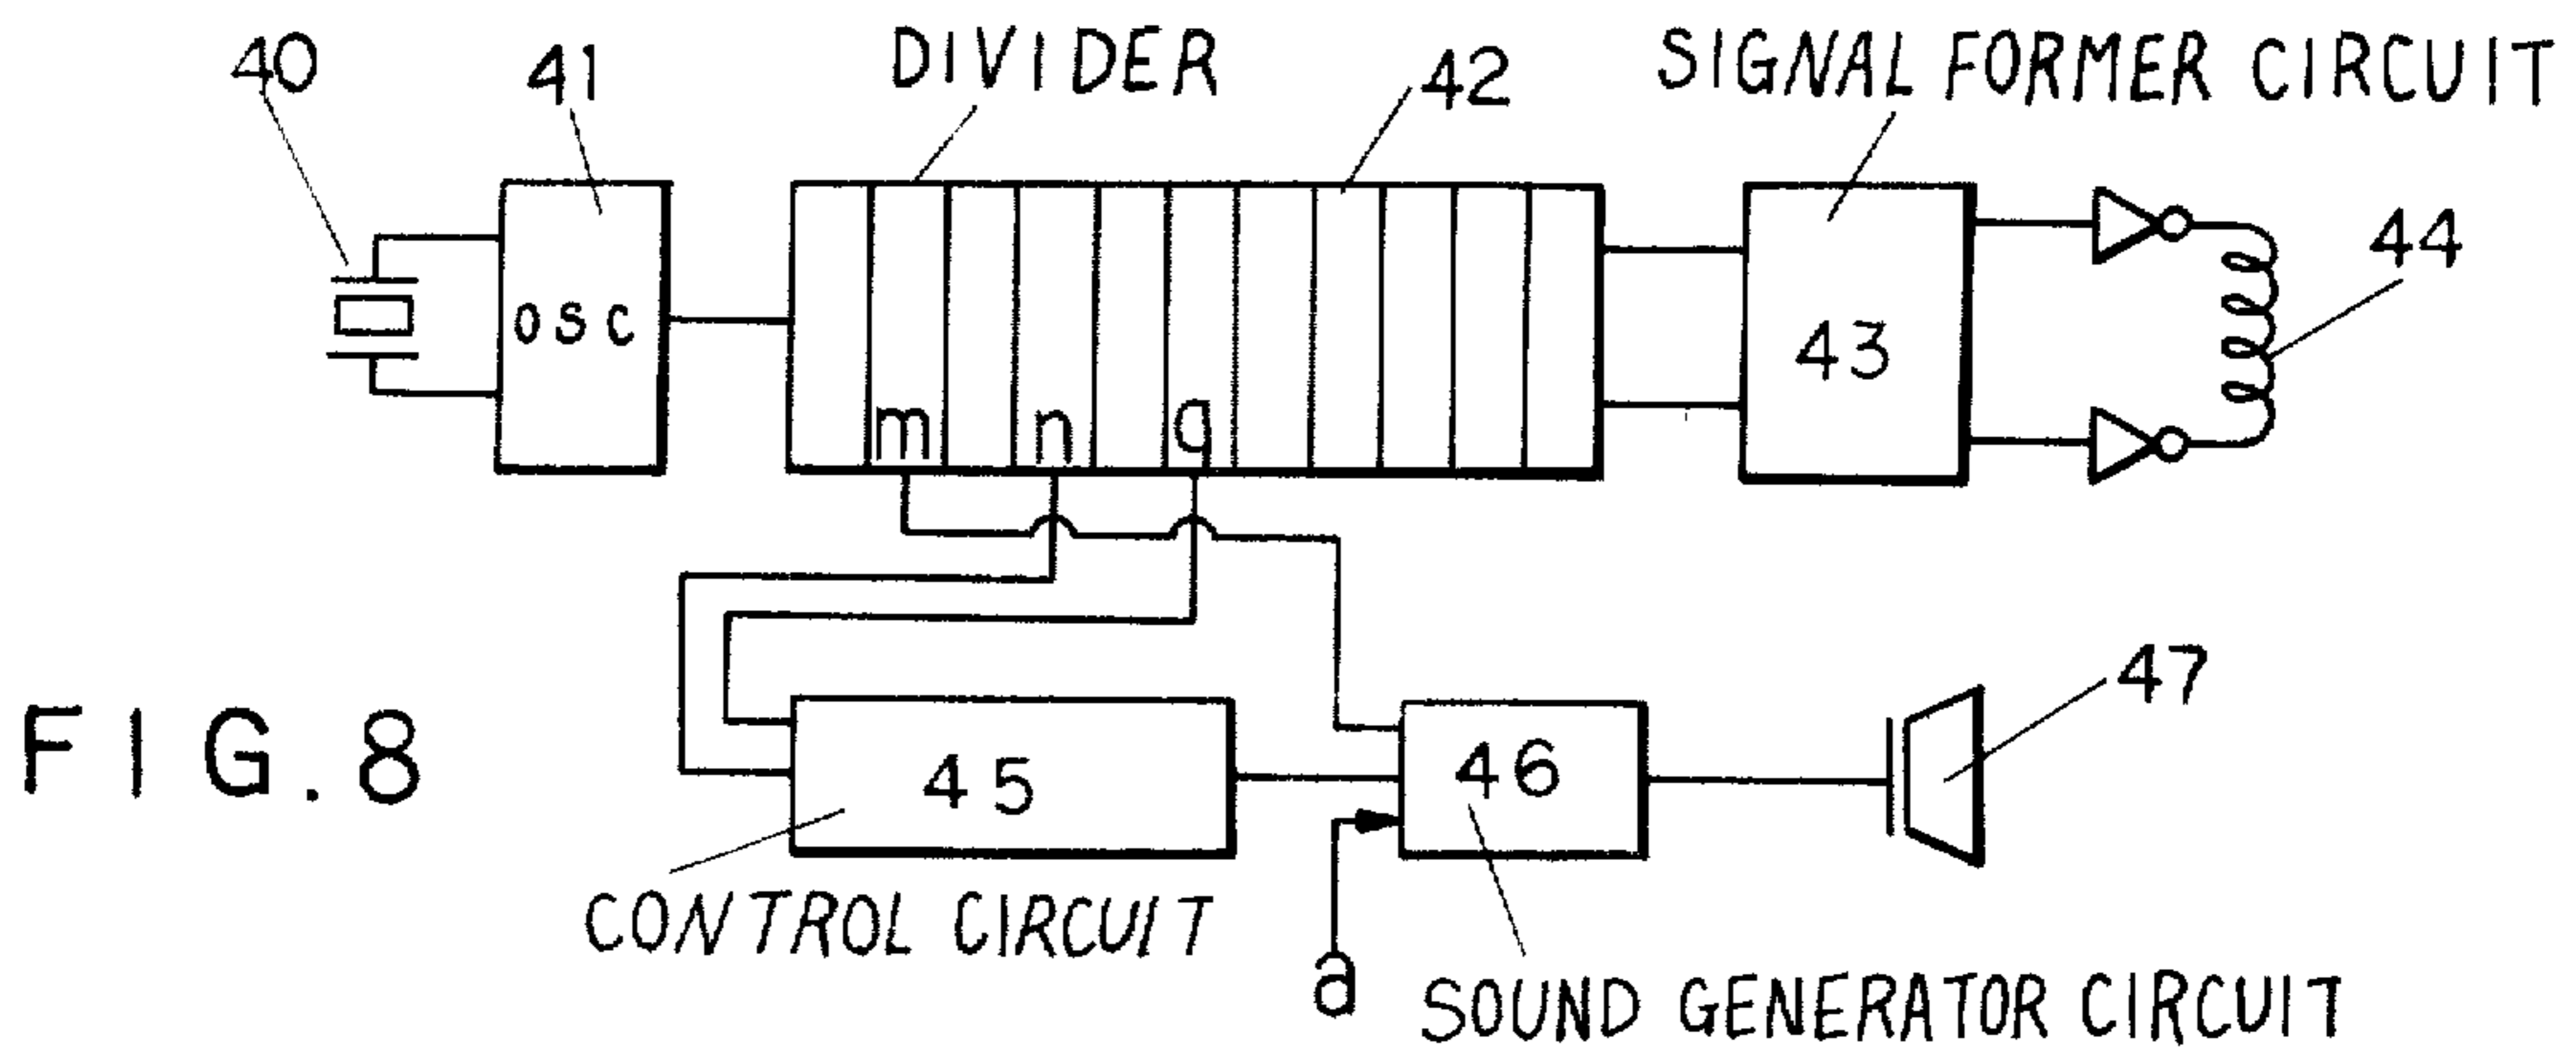 40
41
DIVIDER
42
SIGNAL FORMER CIRCUIT
OSC
m
n
q
43
44
FIG. 8
45
46
47
CONTROL CIRCUIT
a
SOUND GENERATOR CIRCUIT